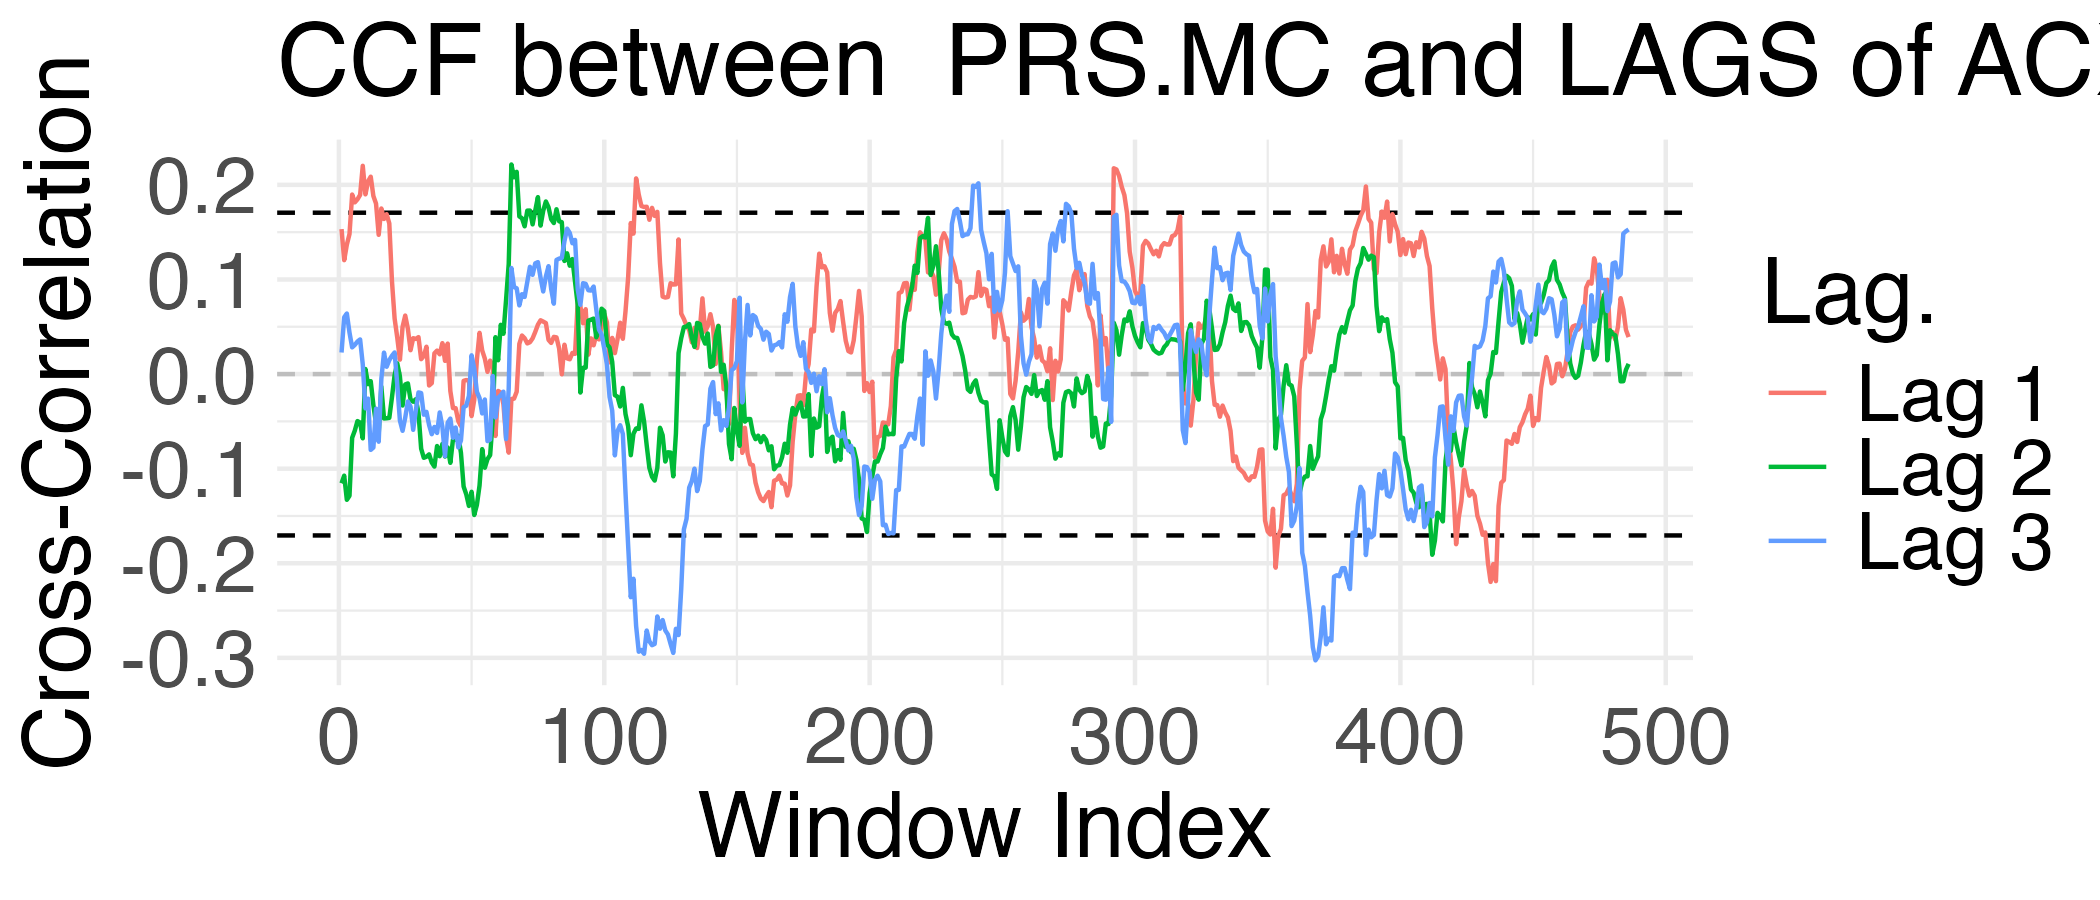 CCF between PRS.MC and LAGS of AC
Cross-Correlation
0.2
0.1
0.0
-0.1
-0.2
-0.3
0 100 200 300 400 500
Window Index
Lag.
Lag 1
Lag 2
Lag 3